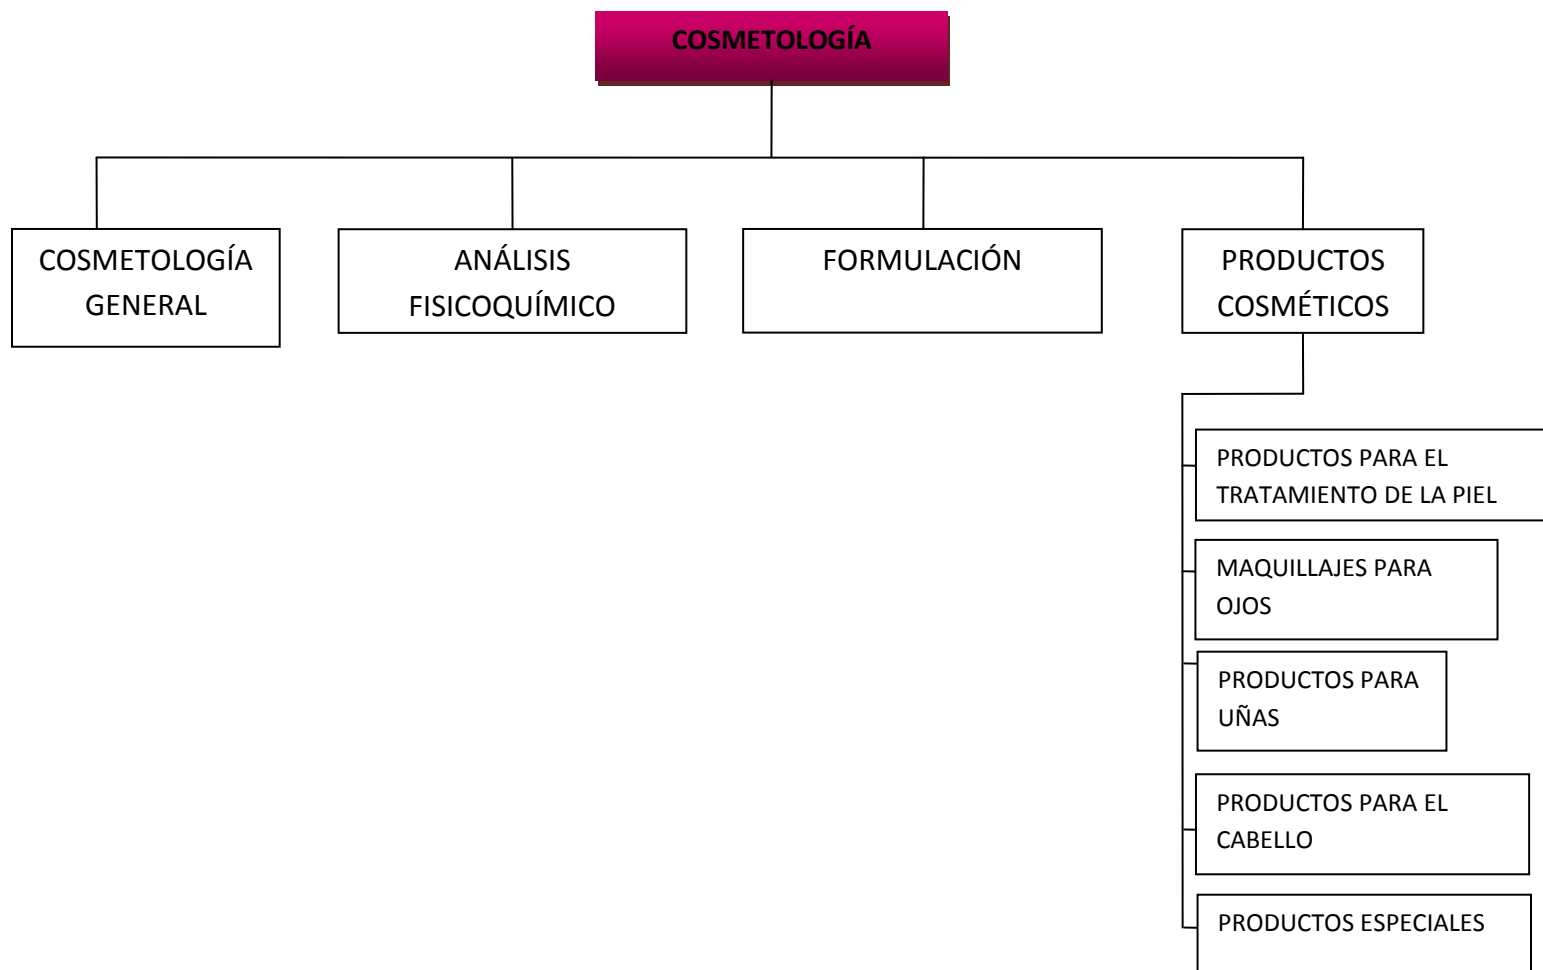 COSMETOLOGÍA
COSMETOLOGÍA
GENERAL
ANÁLISIS
FISICOQUÍMICO
FORMULACIÓN
PRODUCTOS
COSMÉTICOS
PRODUCTOS PARA EL
TRATAMIENTO DE LA PIEL
MAQUILLAJES PARA
OJOS
PRODUCTOS PARA
UÑAS
PRODUCTOS PARA EL
CABELLO
PRODUCTOS ESPECIALES